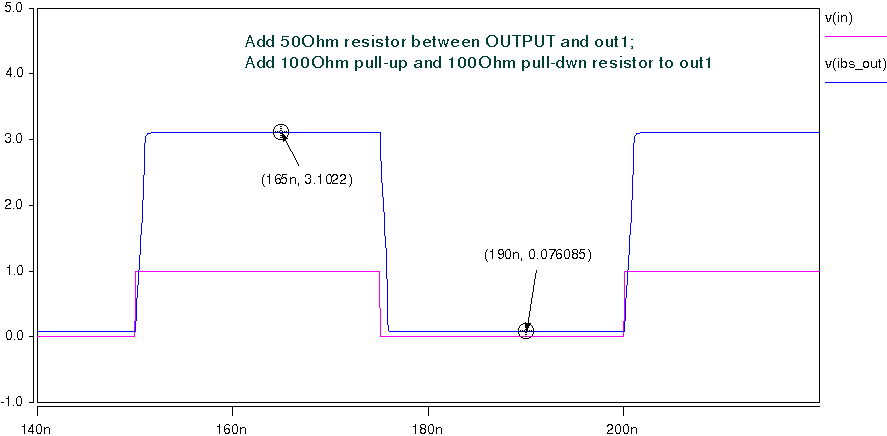 5.0
4.0
3.0
2.0
1.0
0.0
-1.0
Add 50Ohm resistor between OUTPUT and out1;
Add 100Ohm pull-up and 100Ohm pull-dwn resistor to out1
(165n, 3.1022)
(190n, 0.076085)
140n
160n
180n
200n
v(in)
v(ibs_out)